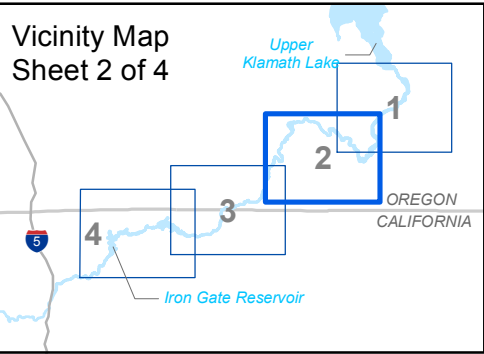 Vicinity Map
Sheet 2 of 4
Upper
Klamath Lake
1
2
OREGON
CALIFORNIA
3
4
5
Iron Gate Reservoir